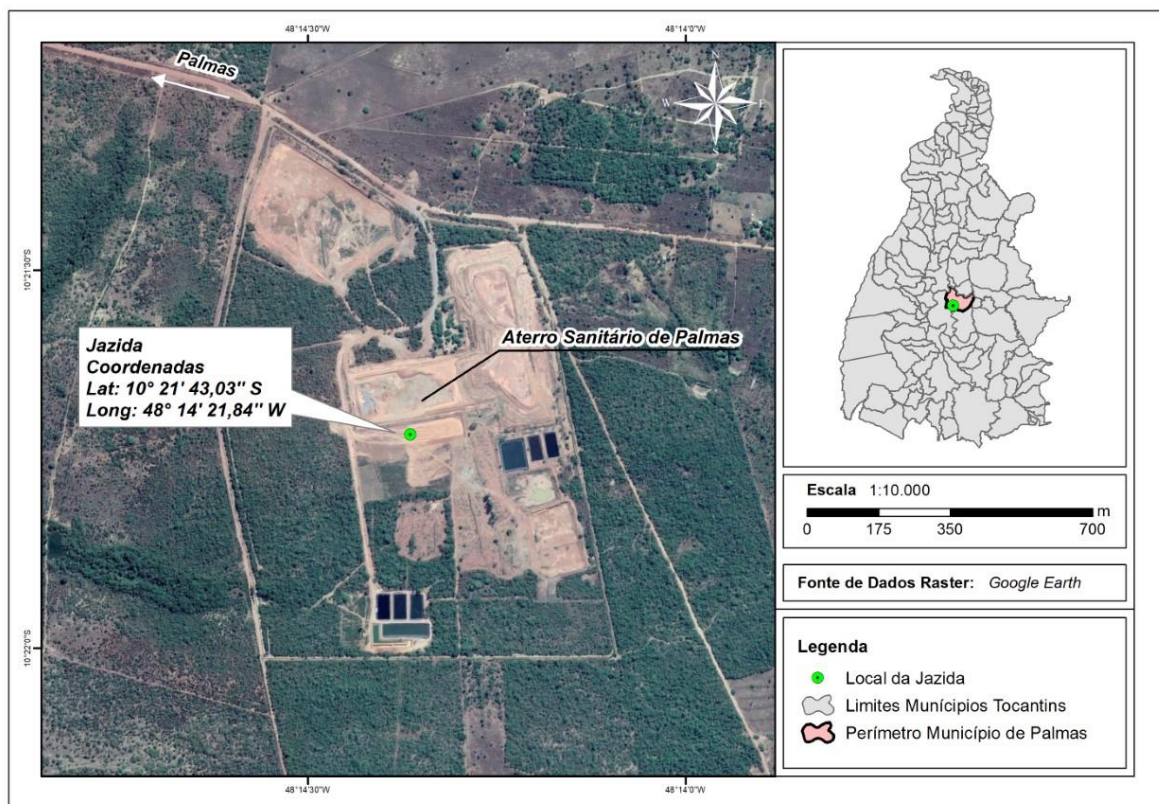 48°14'30"W
48°14'0"W
Palmas
N
W
E
S
10°21'30"S
Jazida
Coordenadas
Lat: 10° 21' 43,03" S
Long: 48° 14' 21,84" W
Aterro Sanitário de Palmas
10°22'0"S
48°14'30"W
48°14'0"W
Escala 1:10.000
m
0 175 350 700
Fonte de Dados Raster: Google Earth
Legenda
Local da Jazida
Limites Munícipios Tocantins
Perímetro Município de Palmas